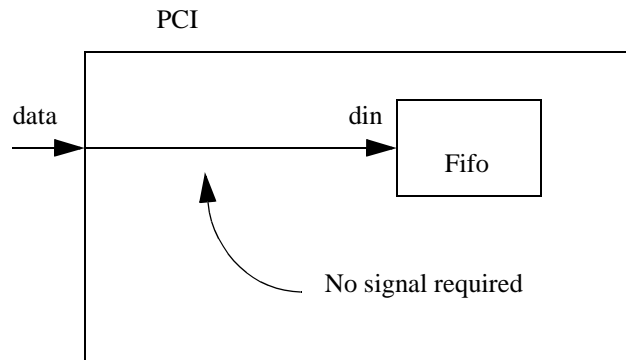 PCI
data
din
Fifo
No signal required